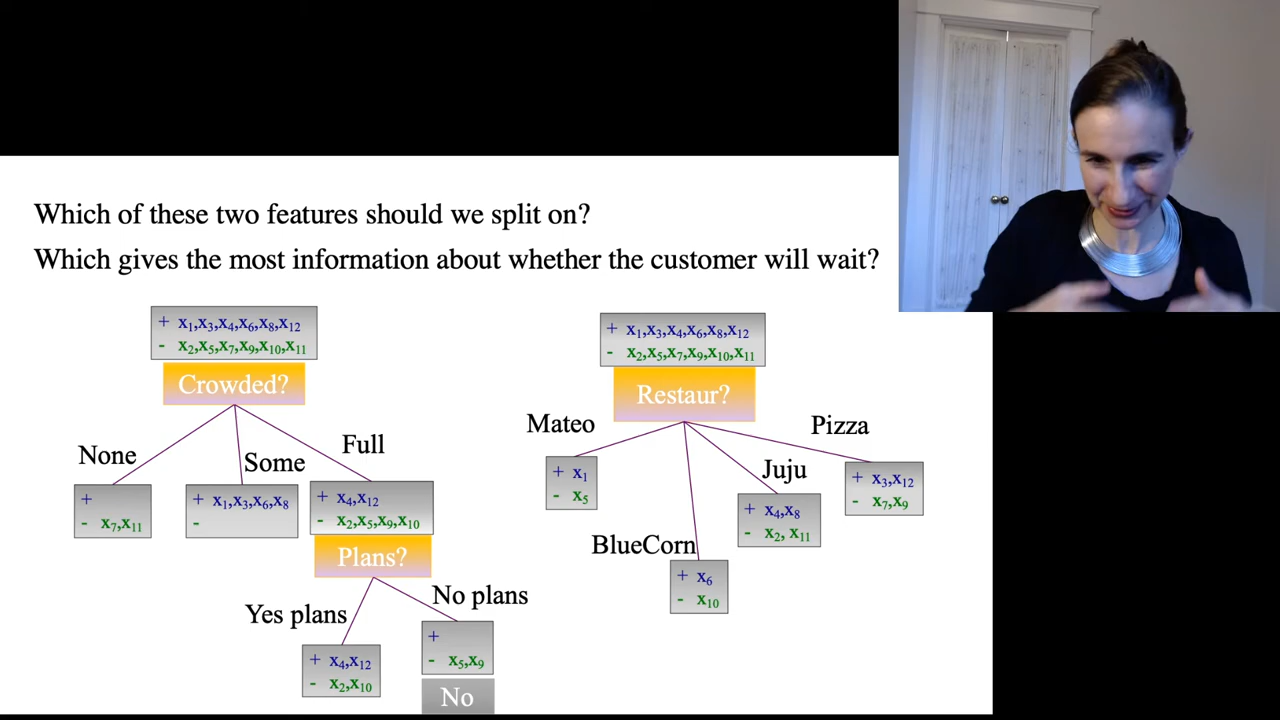 Which of these two features should we split on?
Which gives the most information about whether the customer will wait?
+ x₁,x₃,x₄,x₆,x₈,x₁₂
- x₂,x₅,x₇,x₉,x₁₀,x₁₁
Crowded?
None
Some
Full
+
- x₇,x₁₁
+ x₁,x₃,x₆,x₈
-
+ x₄,x₁₂
- x₂,x₅,x₉,x₁₀
Plans?
Yes plans
No plans
+ x₄,x₁₂
- x₂,x₁₀
+
- x₅,x₉
No
+ x₁,x₃,x₄,x₆,x₈,x₁₂
- x₂,x₅,x₇,x₉,x₁₀,x₁₁
Restaur?
Mateo
BlueCorn
Juju
Pizza
+ x₁
- x₅
+ x₆
- x₁₀
+ x₄,x₈
- x₂, x₁₁
+ x₃,x₁₂
- x₇,x₉